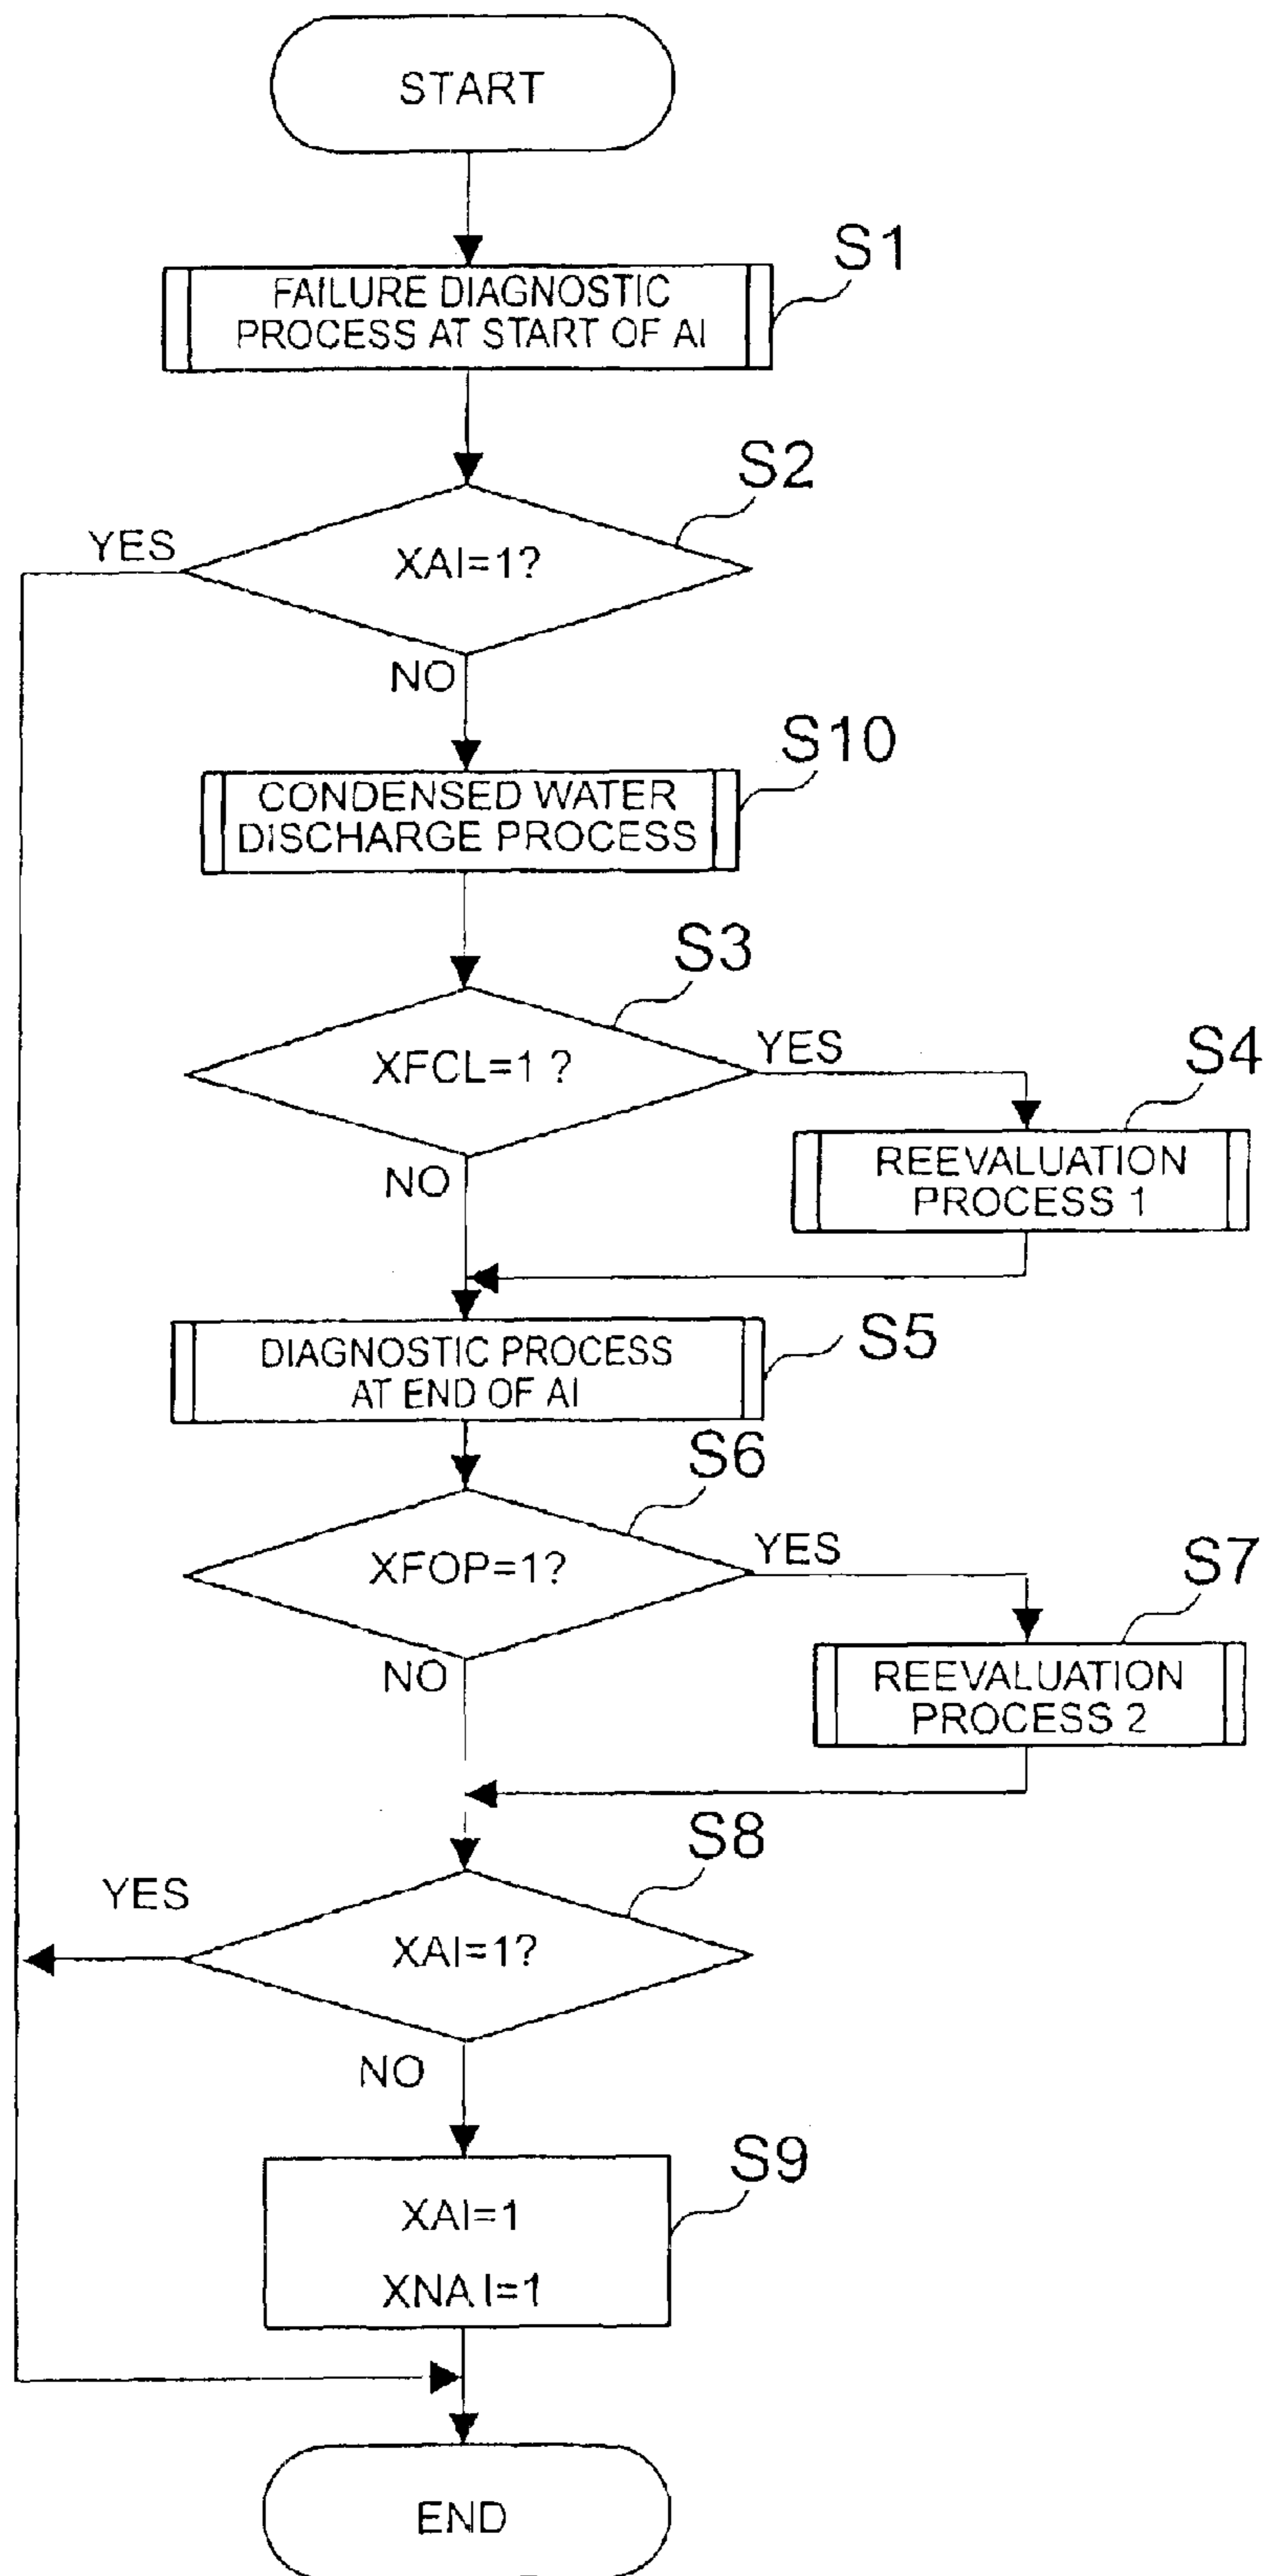 START
S1
FAILURE DIAGNOSTIC
PROCESS AT START OF AI
S2
YES
XAI=1?
NO
S10
CONDENSED WATER
DISCHARGE PROCESS
S3
XFCL=1 ?
YES
S4
NO
REEVALUATION
PROCESS 1
DIAGNOSTIC PROCESS
AT END OF AI
S5
S6
XFOP=1?
YES
S7
NO
REEVALUATION
PROCESS 2
S8
YES
XAI=1?
NO
S9
XAI=1
XNA I=1
END